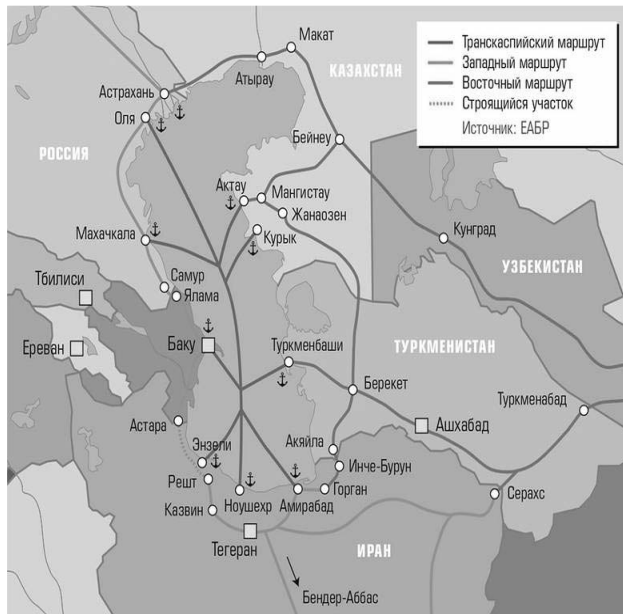 Транскаспийский маршрут
Западный маршрут
Восточный маршрут
Строящийся участок
Источник: ЕАБР
Макат
Атырау
КАЗАХСТАН
Астрахань
Оля
РОССИЯ
Бейнеу
Актау
Мангистау
Жанаозен
Курык
Махачкала
Кунград
УЗБЕКИСТАН
Самур
Ялама
Тбилиси
Ереван
Баку
Туркменбаши
ТУРКМЕНИСТАН
Берекет
Туркменабад
Ашхабад
Астара
Энзели
Акяйла
Инче-Бурун
Решт
Казвин
Ноушехр
Амирабад
Горган
Серахс
Тегеран
ИРАН
Бендер-Аббас